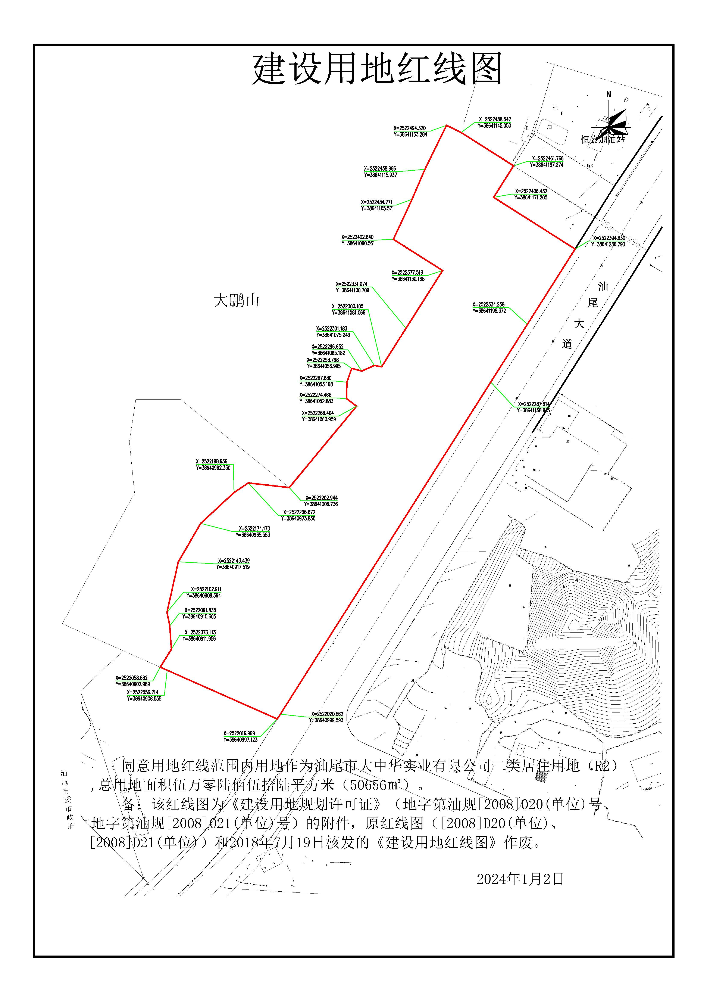 建设用地红线图
N
油
B
C
B
B
油
车
恒嘉加油站
厕
X=2522488.547
Y=38641145.050
X=2522494.320
Y=38641133.284
X=2522461.766
Y=38641187.274
X=2522458.966
Y=38641115.937
X=2522436.432
Y=38641171.205
X=2522434.771
Y=38641105.571
25m
25m
X=2522402.640
Y=38641090.561
X=2522394.830
Y=38641236.793
X=2522377.519
Y=38641130.168
X=2522331.074
Y=38641100.709
汕
尾
大
道
大鹏山
X=2522300.105
Y=38641081.066
X=2522334.258
Y=38641198.372
X=2522301.183
Y=38641075.249
X=2522296.652
Y=38641065.182
X=2522298.798
Y=38641056.995
X=2522287.680
Y=38641053.168
X=2522274.468
Y=38641052.883
X=2522268.404
Y=38641060.959
X=2522287.814
Y=38641168.913
B5
B2
X=2522198.956
Y=38640962.330
X=2522202.944
Y=38641006.736
X=2522206.672
Y=38640973.850
X=2522174.170
Y=38640935.553
X=2522143.439
Y=38640917.519
X=2522102.911
Y=38640908.394
X=2522091.835
Y=38640910.605
X=2522073.113
Y=38640911.956
X=2522058.682
Y=38640902.989
X=2522056.214
Y=38640908.555
X=2522020.862
Y=38640999.593
X=2522016.969
Y=38640997.123
同意用地红线范围内用地作为汕尾市大中华实业有限公司二类居住用地（R2）
,总用地面积伍万零陆佰伍拾陆平方米（50656㎡）。
备：该红线图为《建设用地规划许可证》（地字第汕规[2008]020(单位)号、
地字第汕规[2008]021(单位)号）的附件，原红线图（[2008]D20(单位)、
[2008]D21(单位)）和2018年7月19日核发的《建设用地红线图》作废。
汕
尾
市
委
市
政
府
2024年1月2日